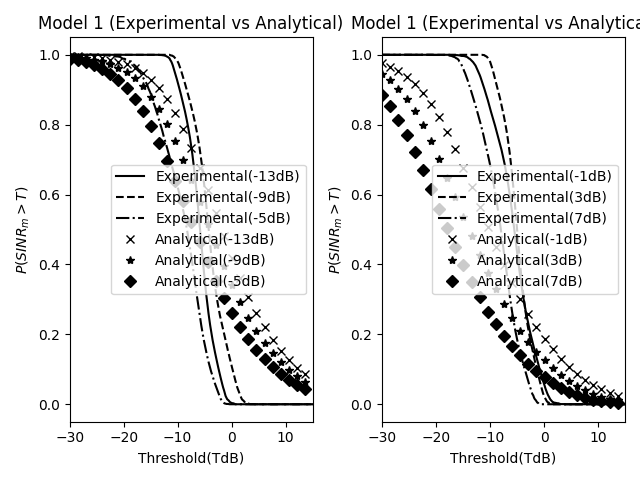 Model 1 (Experimental vs Analytical)
1.0
0.8
0.6
0.4
0.2
0.0
P(SINR_m > T)
Experimental(-13dB)
Experimental(-9dB)
Experimental(-5dB)
Analytical(-13dB)
Analytical(-9dB)
Analytical(-5dB)
−30 −20 −10 0 10
Threshold(TdB)
Model 1 (Experimental vs Analytica
1.0
0.8
0.6
0.4
0.2
0.0
P(SINR_m > T)
Experimental(-1dB)
Experimental(3dB)
Experimental(7dB)
Analytical(-1dB)
Analytical(3dB)
Analytical(7dB)
−30 −20 −10 0 10
Threshold(TdB)